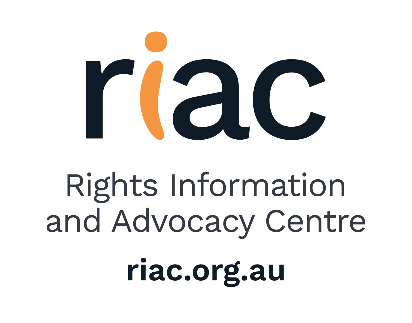 riac
Rights Information
and Advocacy Centre
riac.org.au